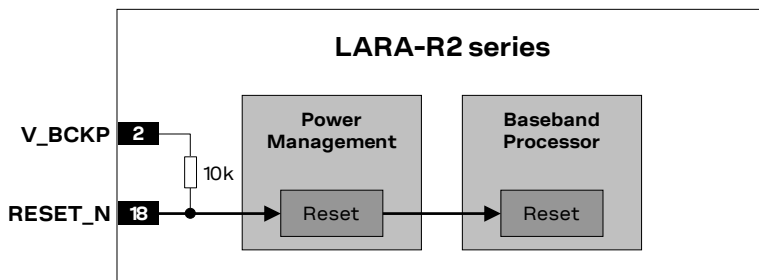 LARA-R2 series
Power
Management
Baseband
Processor
V_BCKP
2
10k
RESET_N
18
Reset
Reset